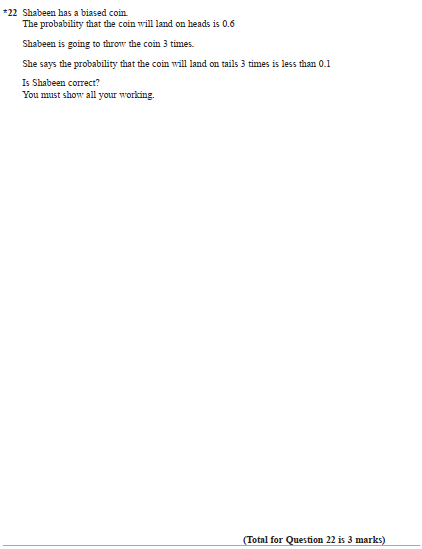 *22 Shabeen has a biased coin.
The probability that the coin will land on heads is 0.6
Shabeen is going to throw the coin 3 times.
She says the probability that the coin will land on tails 3 times is less than 0.1
Is Shabeen correct?
You must show all your working.
(Total for Question 22 is 3 marks)